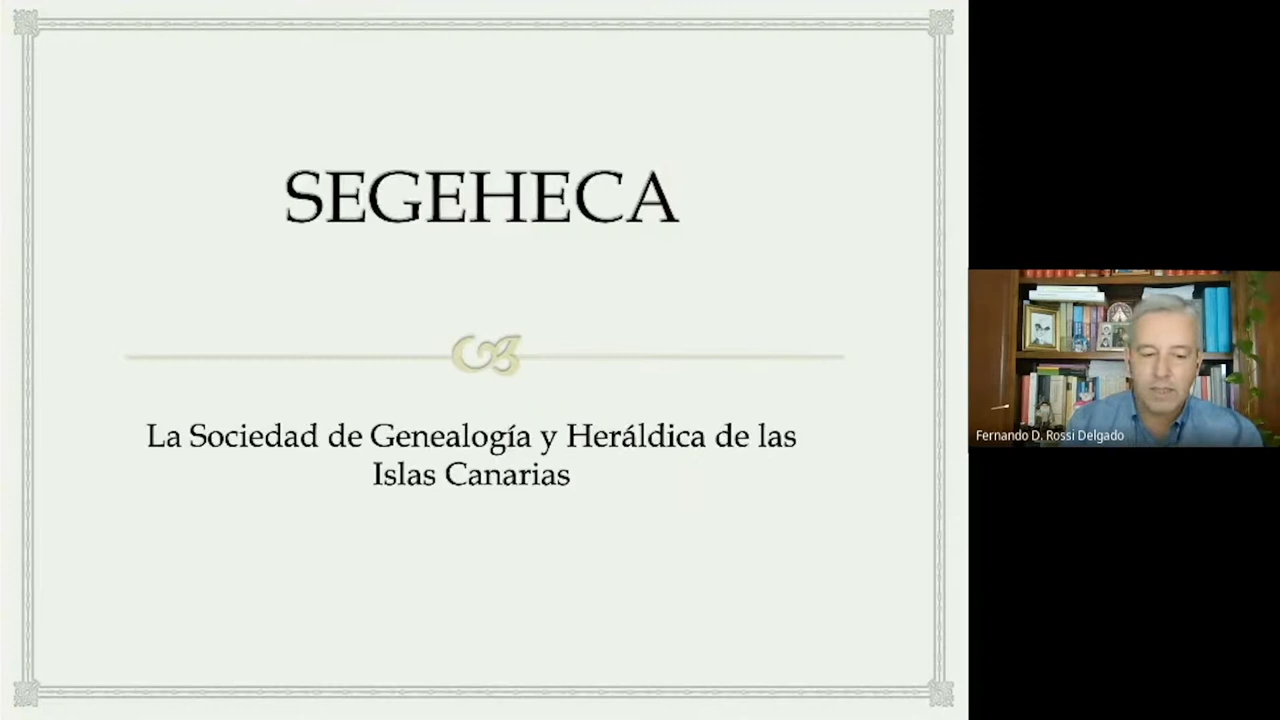 SEGEHECA
La Sociedad de Genealogía y Heráldica de las
Islas Canarias
Fernando D. Rossi Delgado